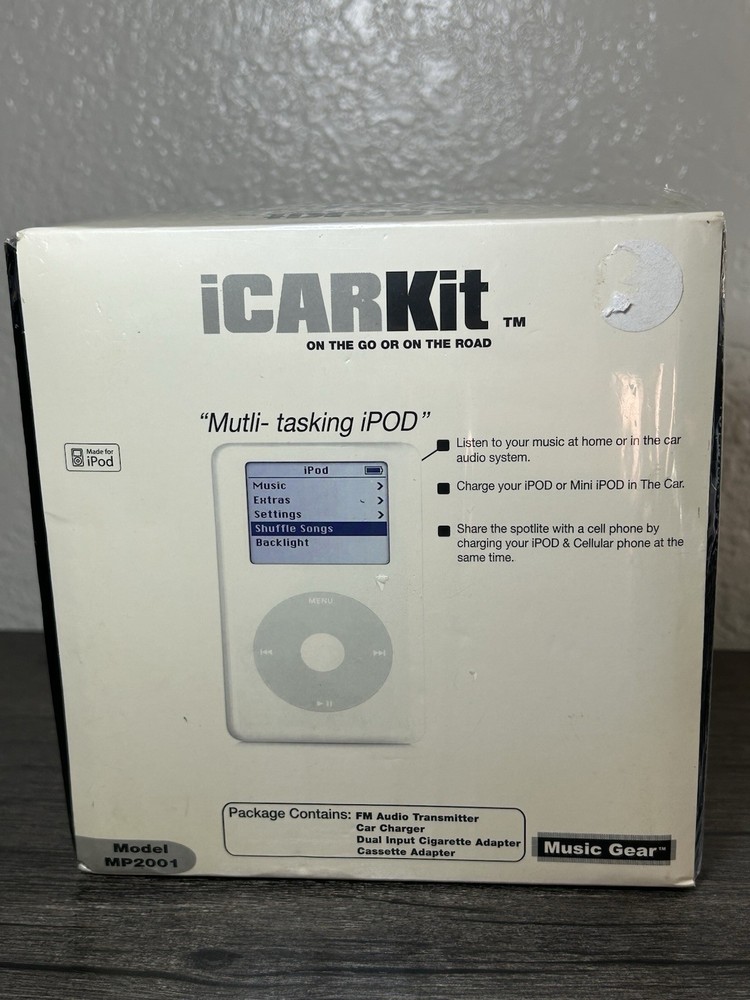 iCARKit ™
ON THE GO OR ON THE ROAD
“Mutli- tasking iPOD”
Made for
iPod
Listen to your music at home or in the car
audio system.
Charge your iPOD or Mini iPOD in The Car.
Share the spotlite with a cell phone by
charging your iPOD & Cellular phone at the
same time.
iPod
Music >
Extras >
Settings >
Shuffle Songs
Backlight
MENU
Package Contains: FM Audio Transmitter
Car Charger
Dual Input Cigarette Adapter
Cassette Adapter
Model
MP2001
Music Gear™